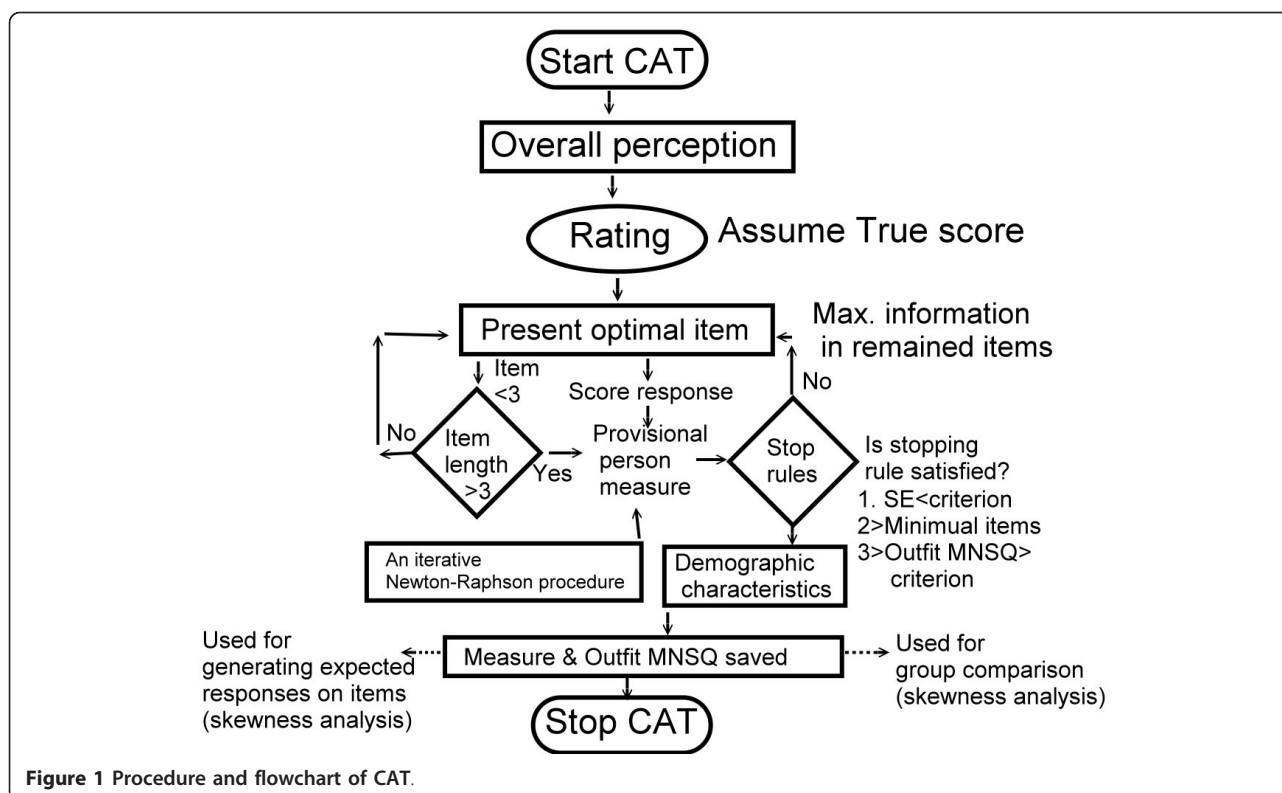 Start CAT
Overall perception
Rating
Assume True score
Present optimal item
Max. information
in remained items
Item
<3
Score response
No
No
Item
length
>3
Yes
Provisional
person
measure
Stop
rules
Is stopping
rule satisfied?
1. SE<criterion
2>Minimual items
3>Outfit MNSQ>
criterion
An iterative
Newton-Raphson procedure
Demographic
characteristics
Used for
generating expected
responses on items
(skewness analysis)
Measure & Outfit MNSQ saved
Used for
group comparison
(skewness analysis)
Stop CAT
Figure 1 Procedure and flowchart of CAT.